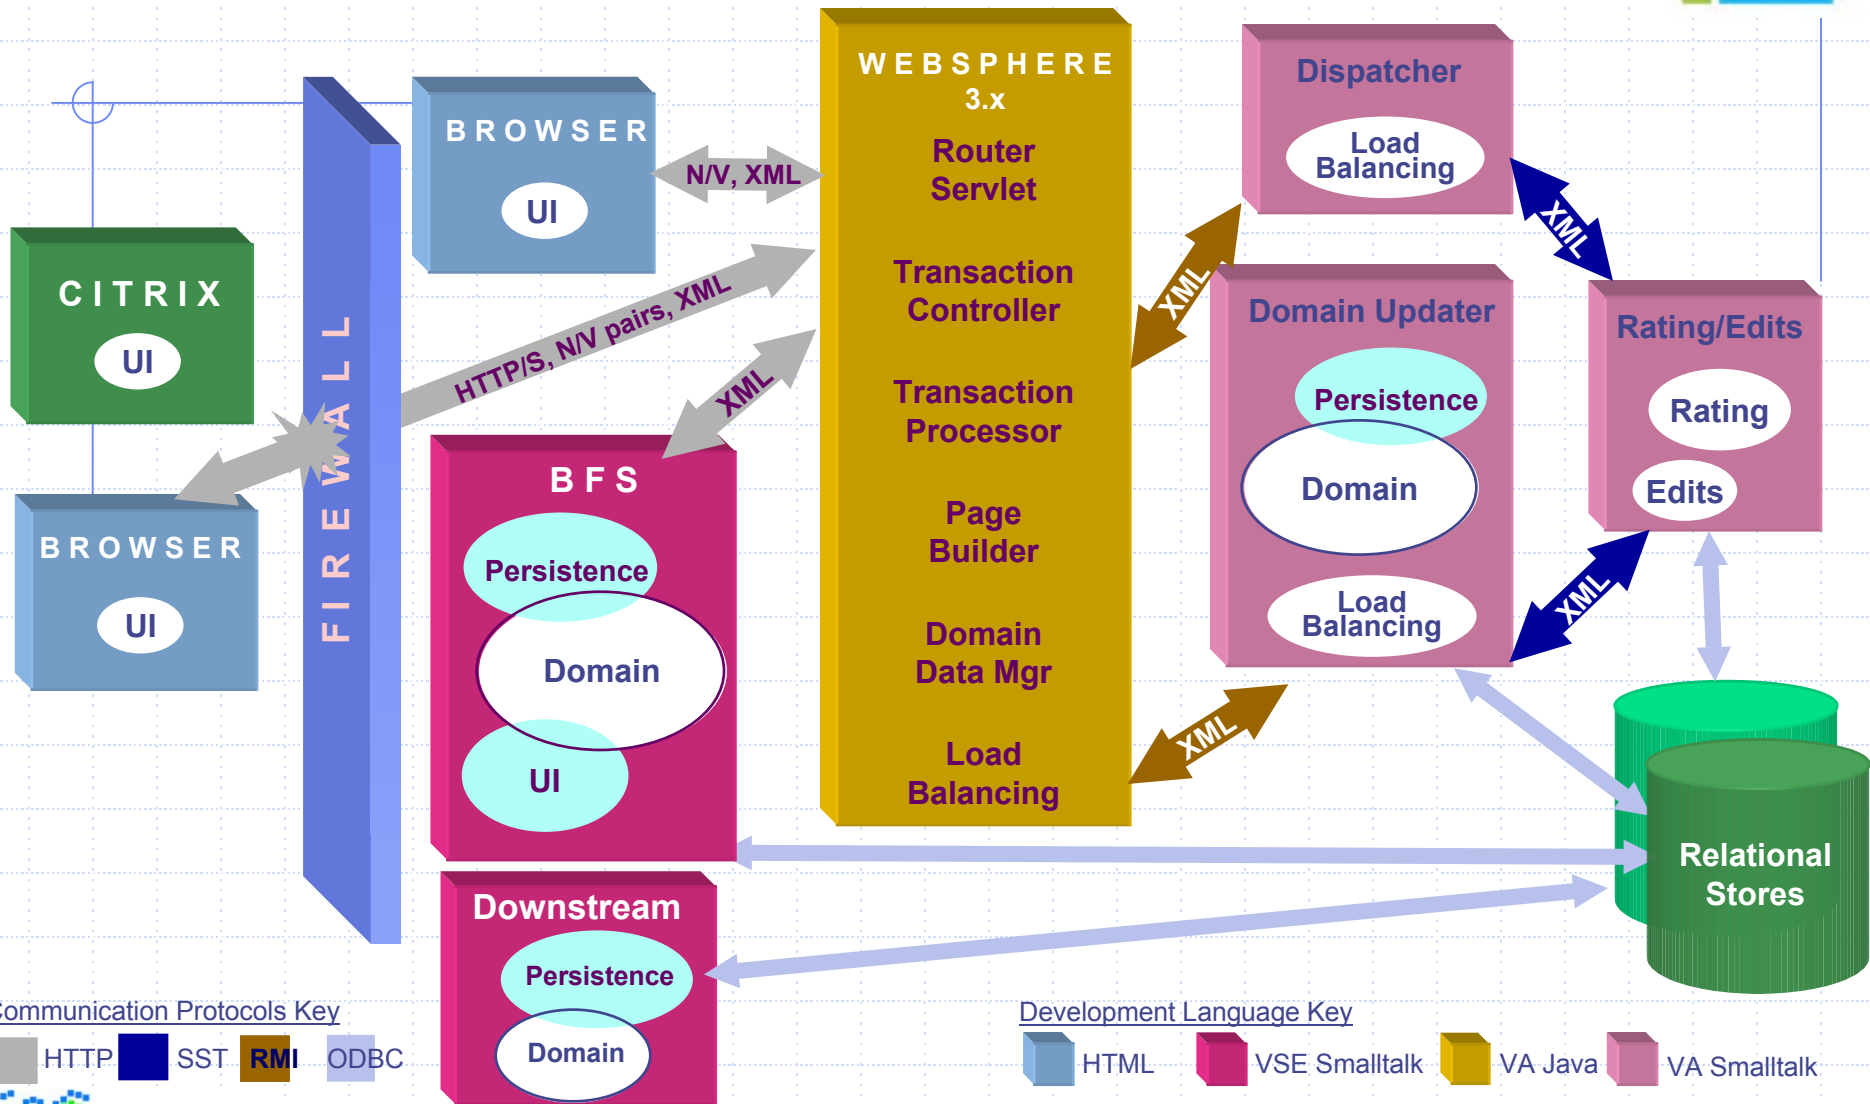 CITRIX
UI
BROWSER
UI
FIREWALL
BROWSER
UI
N/V, XML
HTTP/S, N/V pairs, XML
XML
BFS
Persistence
Domain
UI
Downstream
Persistence
Domain
WEBSPHERE
3.x
Router
Servlet
Transaction
Controller
Transaction
Processor
Page
Builder
Domain
Data Mgr
Load
Balancing
XML
XML
Dispatcher
Load
Balancing
Domain Updater
Persistence
Domain
Load
Balancing
XML
XML
Rating/Edits
Rating
Edits
Relational
Stores
Communication Protocols Key
HTTP
SST
RMI
ODBC
Development Language Key
HTML
VSE Smalltalk
VA Java
VA Smalltalk